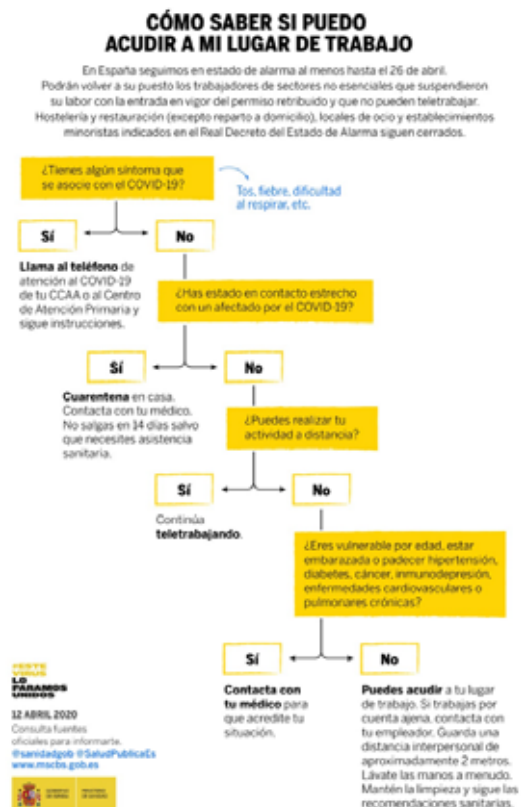 CÓMO SABER SI PUEDO
ACUDIR A MI LUGAR DE TRABAJO
En España seguimos en estado de alarma al menos hasta el 26 de abril.
Podrán volver a su puesto los trabajadores de sectores no esenciales que suspendieron
su labor con la entrada en vigor del permiso retribuido y que no pueden teletrabajar.
Hostelería y restauración (excepto reparto a domicilio), locales de ocio y establecimientos
minoristas indicados en el Real Decreto del Estado de Alarma siguen cerrados.
¿Tienes algún síntoma que
se asocie con el COVID-19?
Tos, fiebre, dificultad
al respirar, etc.
Sí
No
Llama al teléfono de
atención al COVID-19
de tu CCAA o al Centro
de Atención Primaria y
sigue instrucciones.
¿Has estado en contacto estrecho
con un afectado por el COVID-19?
Sí
No
Cuarentena en casa.
Contacta con tu médico.
No salgas en 14 días salvo
que necesites asistencia
sanitaria.
¿Puedes realizar tu
actividad a distancia?
Sí
No
Continúa
teletrabajando.
¿Eres vulnerable por edad, estar
embarazada o padecer hipertensión,
diabetes, cáncer, inmunodepresión,
enfermedades cardiovasculares o
pulmonares crónicas?
Sí
No
Contacta con
tu médico para
que acredite tu
situación.
Puedes acudir a tu lugar
de trabajo. Si trabajas por
cuenta ajena, contacta con
tu empleador. Guarda una
distancia interpersonal de
aproximadamente 2 metros.
Lávate las manos a menudo.
Mantén la limpieza y sigue las
recomendaciones sanitarias.
#ESTE
VIRUS
LO
PARAMOS
UNIDOS
12 ABRIL 2020
Consulta fuentes
oficiales para informarte.
@sanidadgob @SaludPublicaEs
www.mscbs.gob.es
GOBIERNO
DE ESPAÑA
MINISTERIO
DE SANIDAD